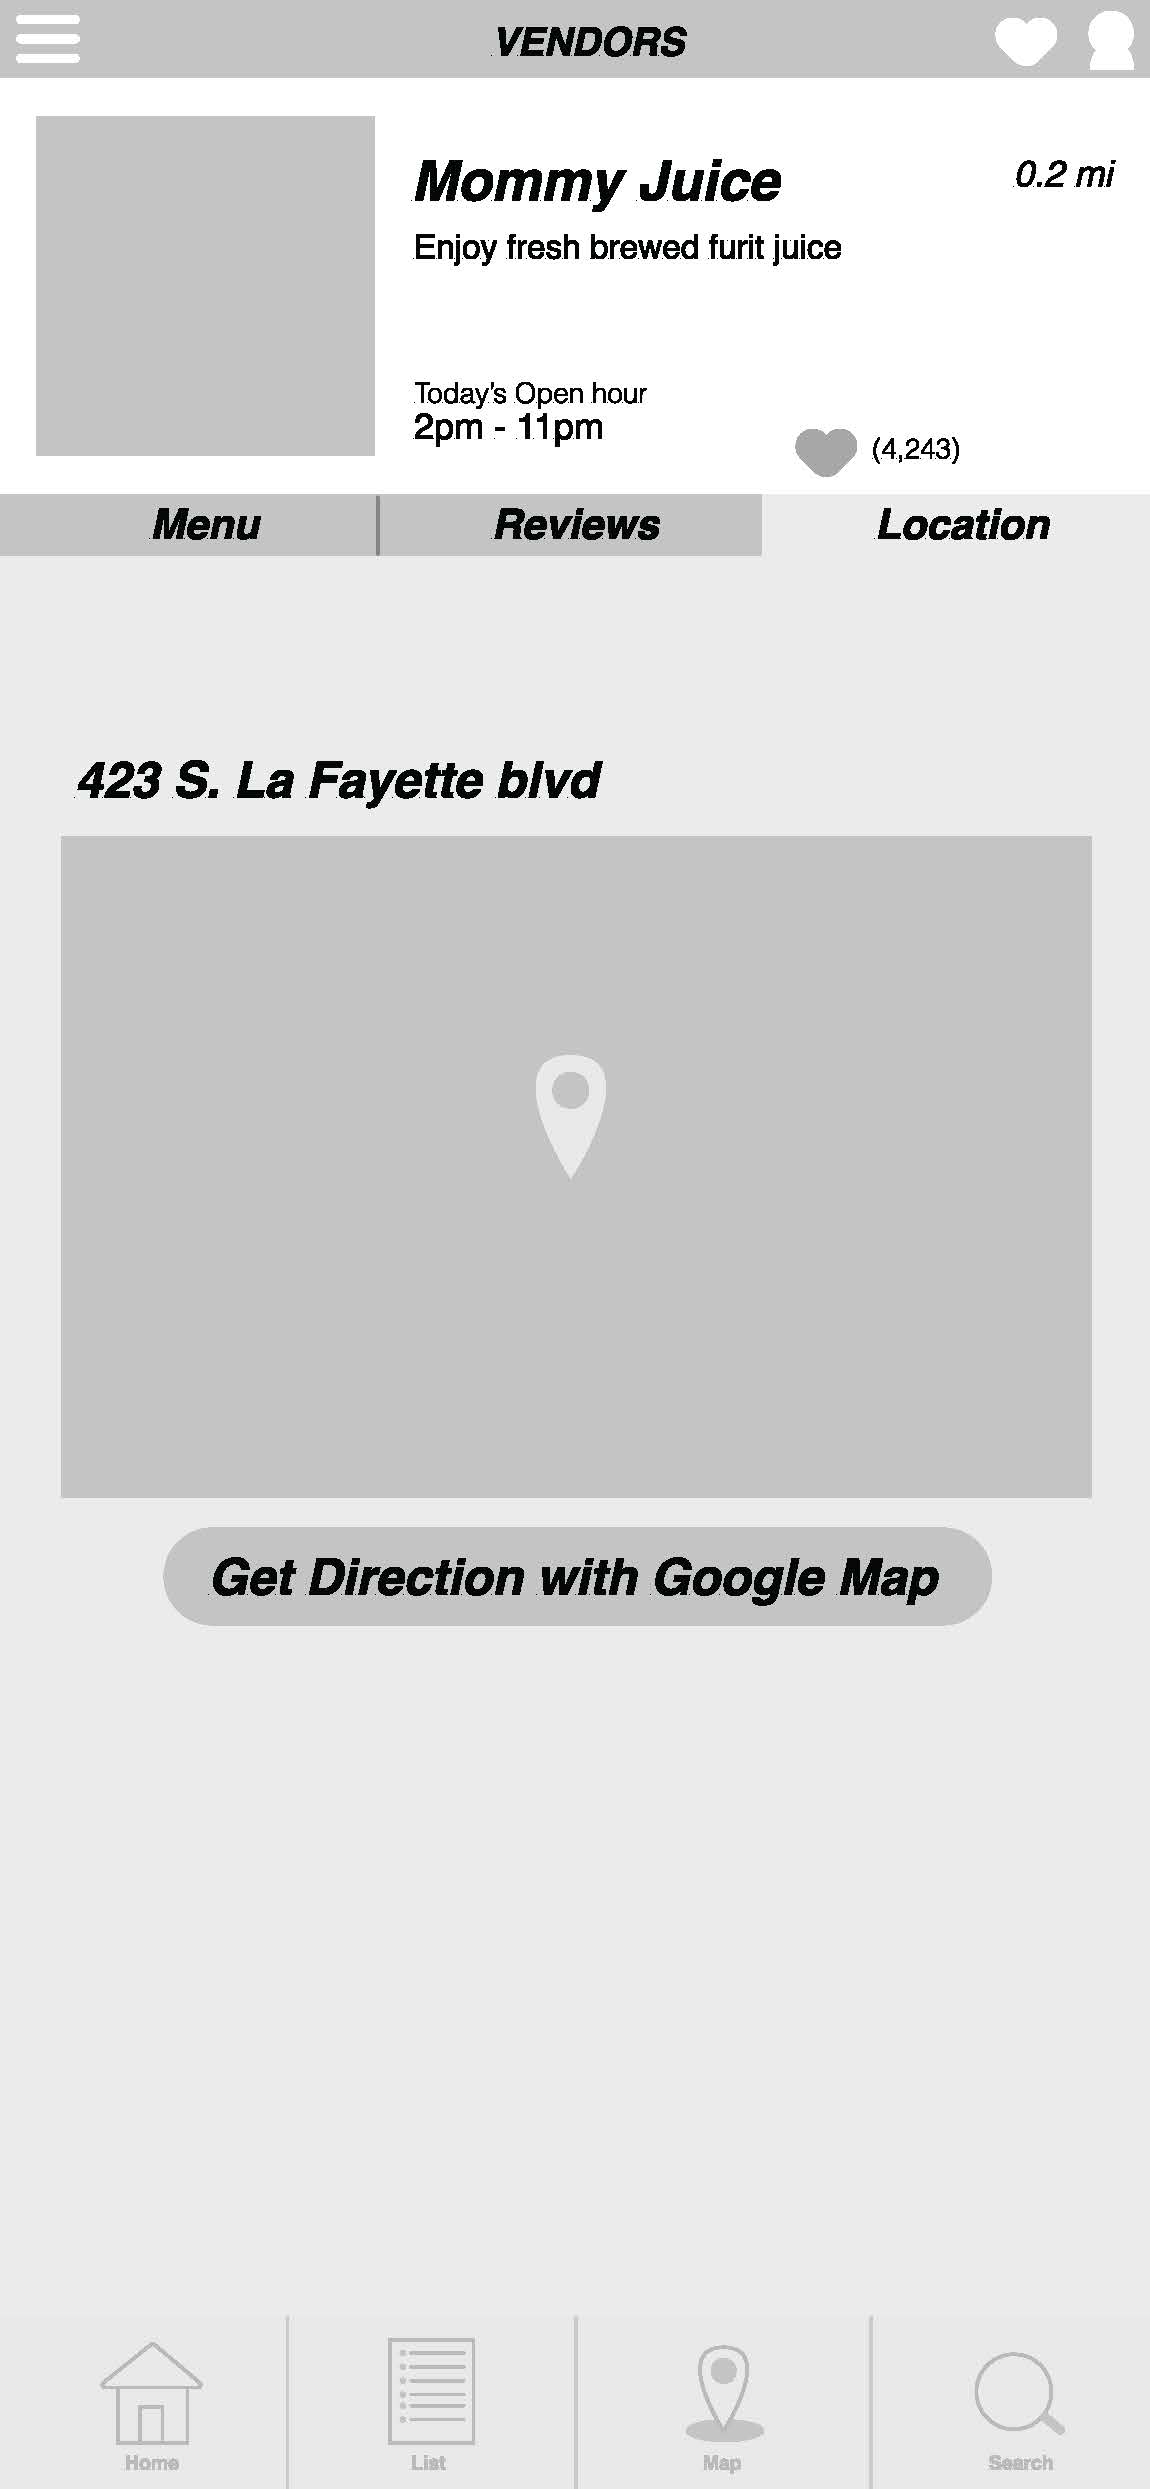 VENDORS
Mommy Juice
0.2 mi
Enjoy fresh brewed furit juice
Today's Open hour
2pm - 11pm
(4,243)
Menu
Reviews
Location
423 S. La Fayette blvd
Get Direction with Google Map
Home
List
Map
Search